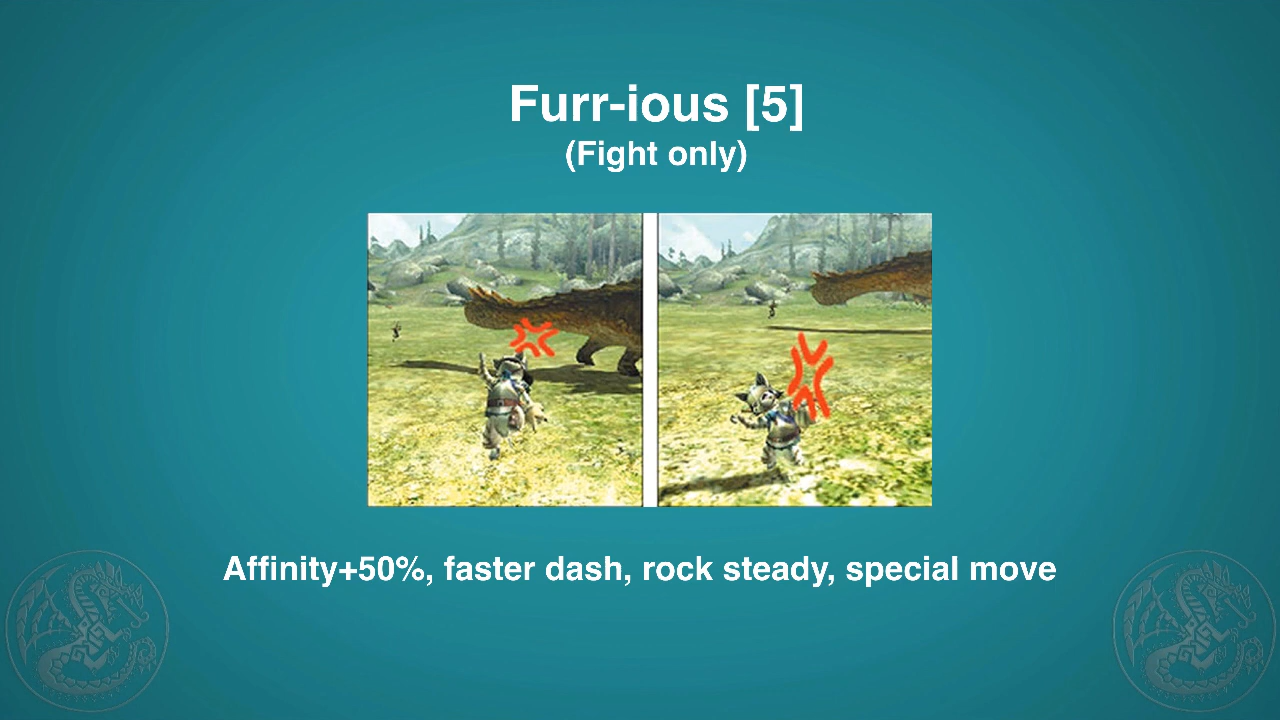 Furr-ious [5]
(Fight only)
Affinity+50%, faster dash, rock steady, special move